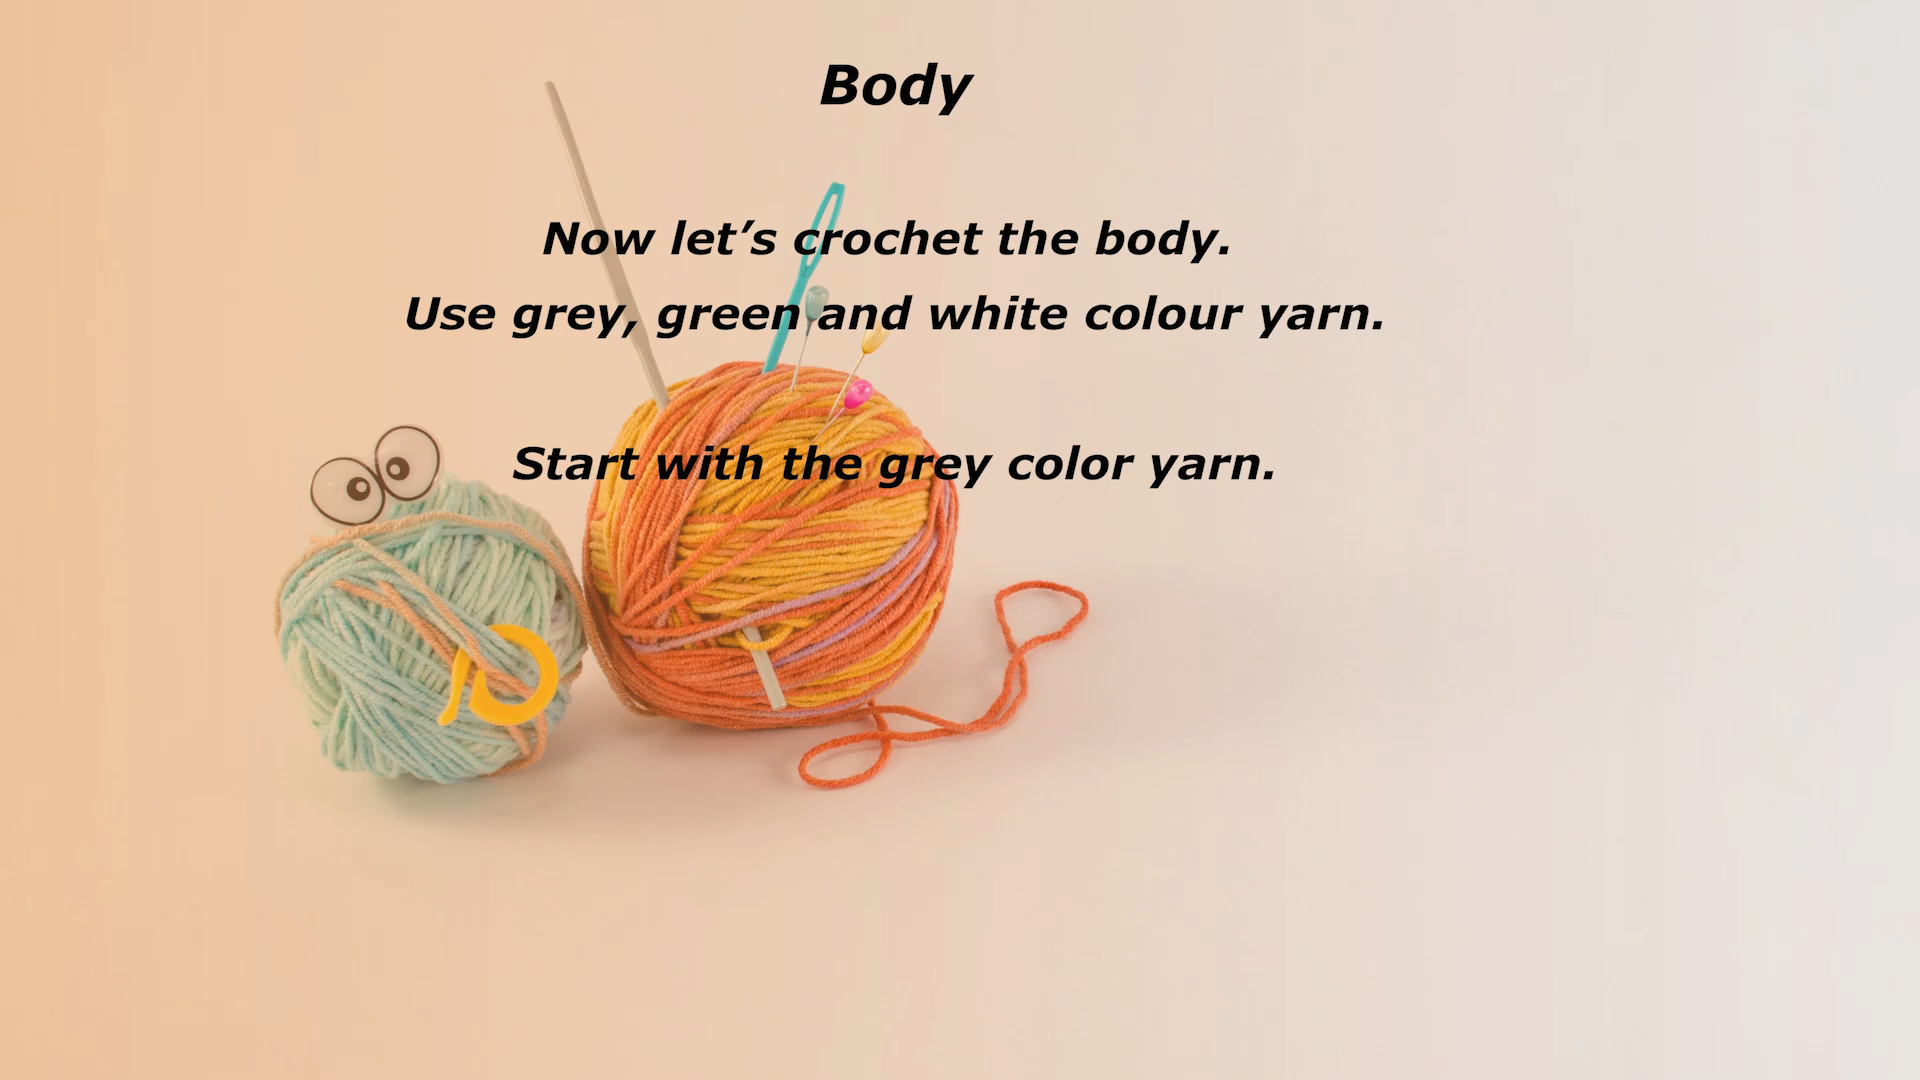 Body
Now let’s crochet the body.
Use grey, green and white colour yarn.
Start with the grey color yarn.